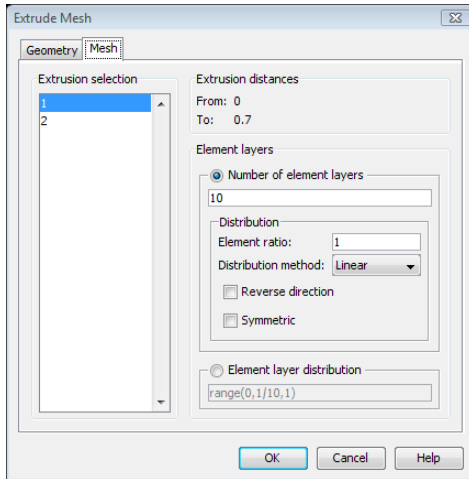 Extrude Mesh
Geometry Mesh
Extrusion selection
1
2
Extrusion distances
From: 0
To: 0.7
Element layers
Number of element layers
10
Distribution
Element ratio: 1
Distribution method: Linear
Reverse direction
Symmetric
Element layer distribution
range(0,1/10,1)
OK Cancel Help